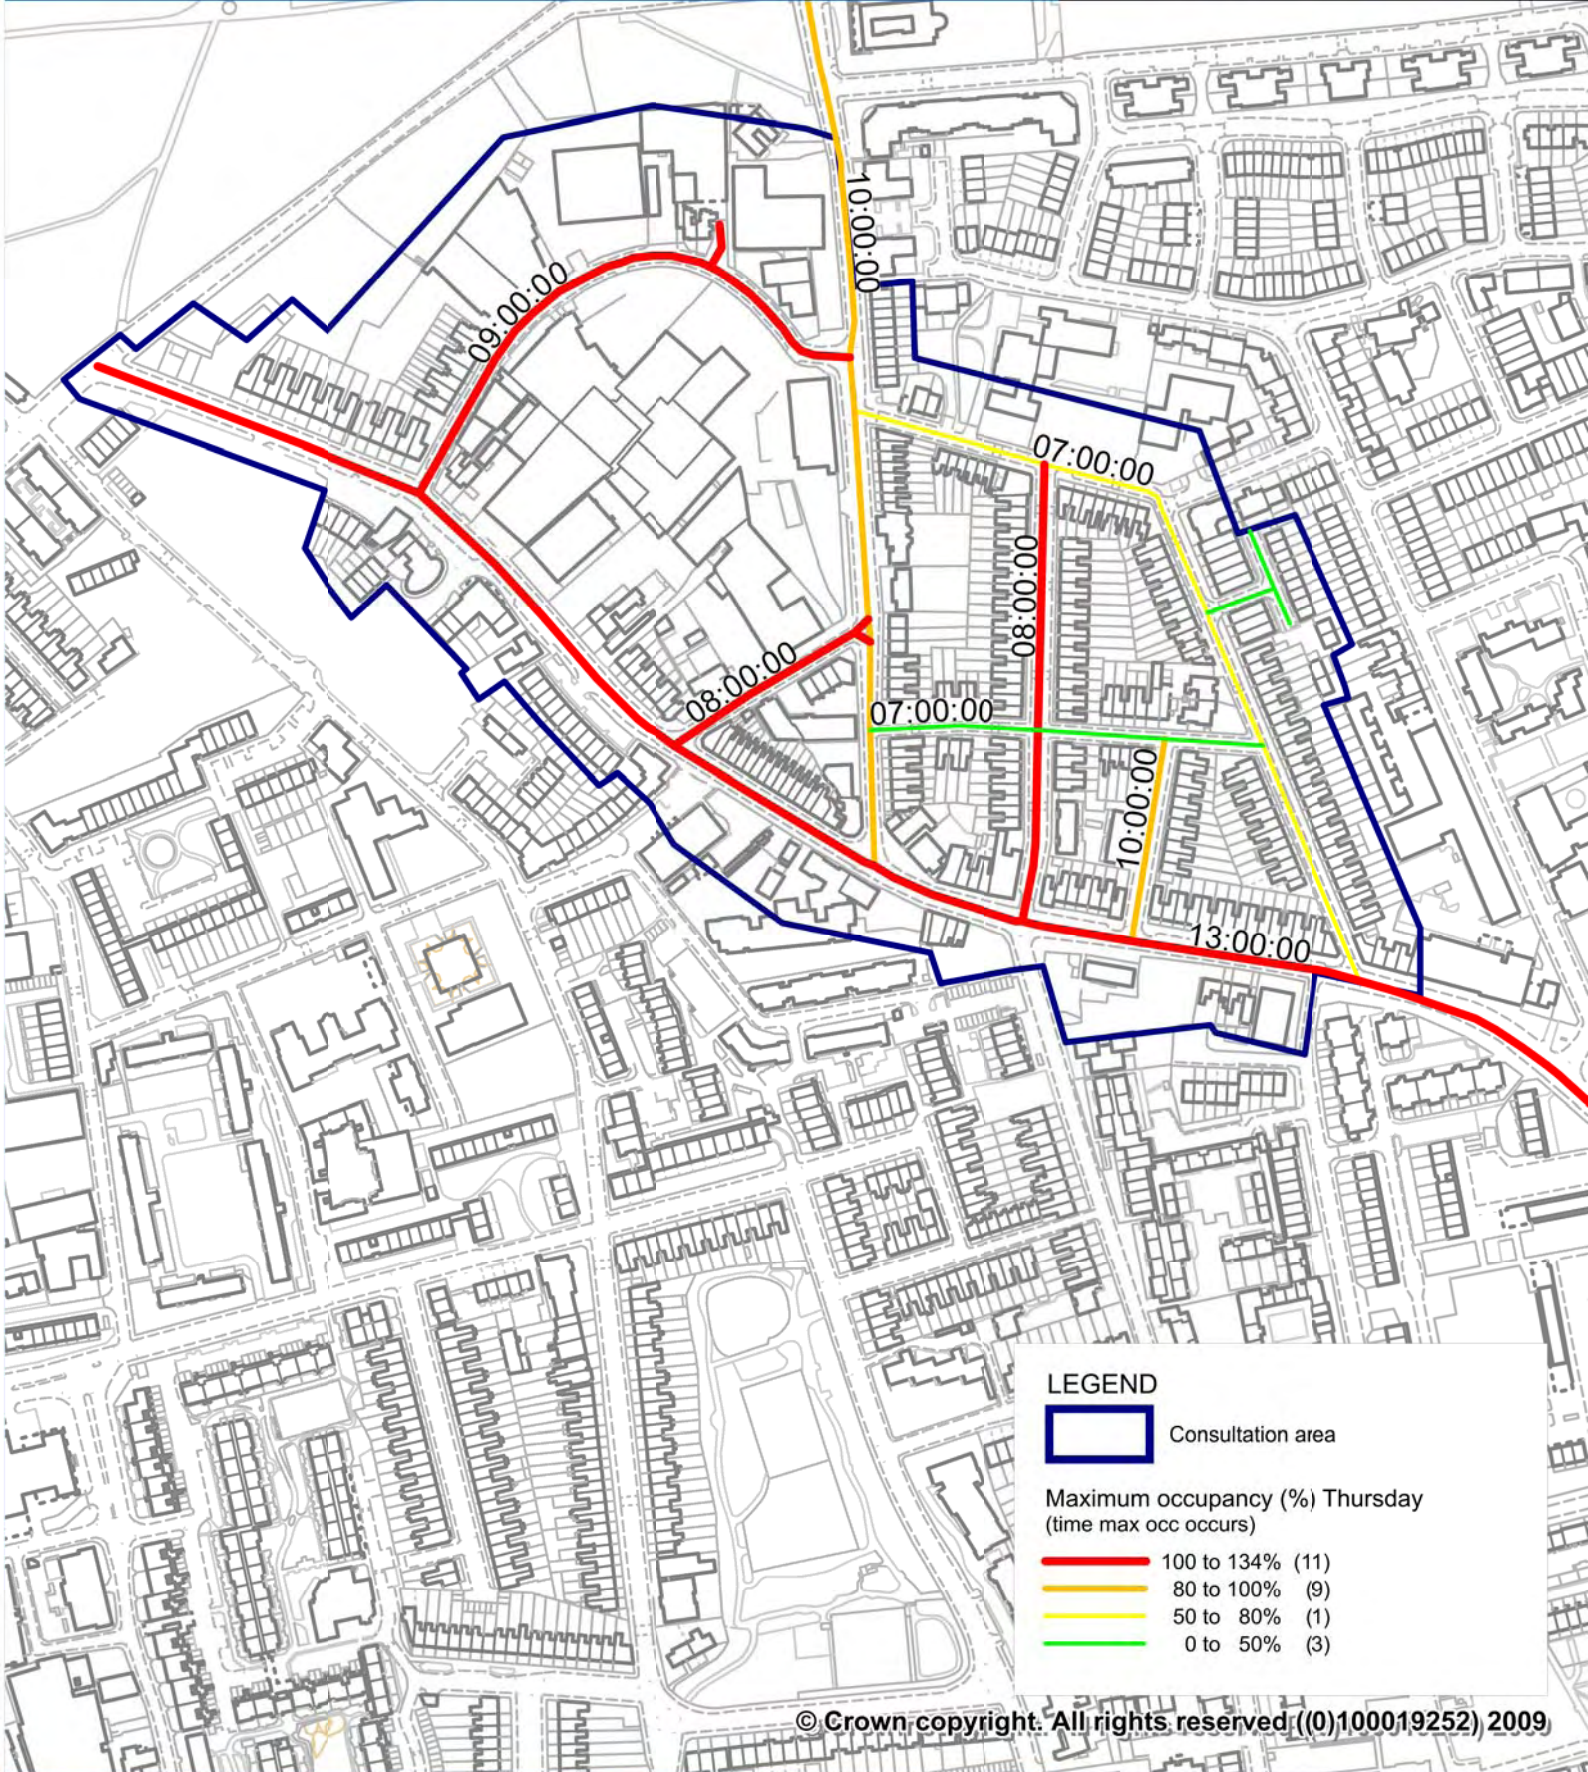 10:00:00
09:00:00
07:00:00
08:00:00
08:00:00
07:00:00
10:00:00
13:00:00
LEGEND
Consultation area
Maximum occupancy (%) Thursday
(time max occ occurs)
100 to 134% (11)
80 to 100% (9)
50 to 80% (1)
0 to 50% (3)
© Crown copyright. All rights reserved ((0)100019252) 2009